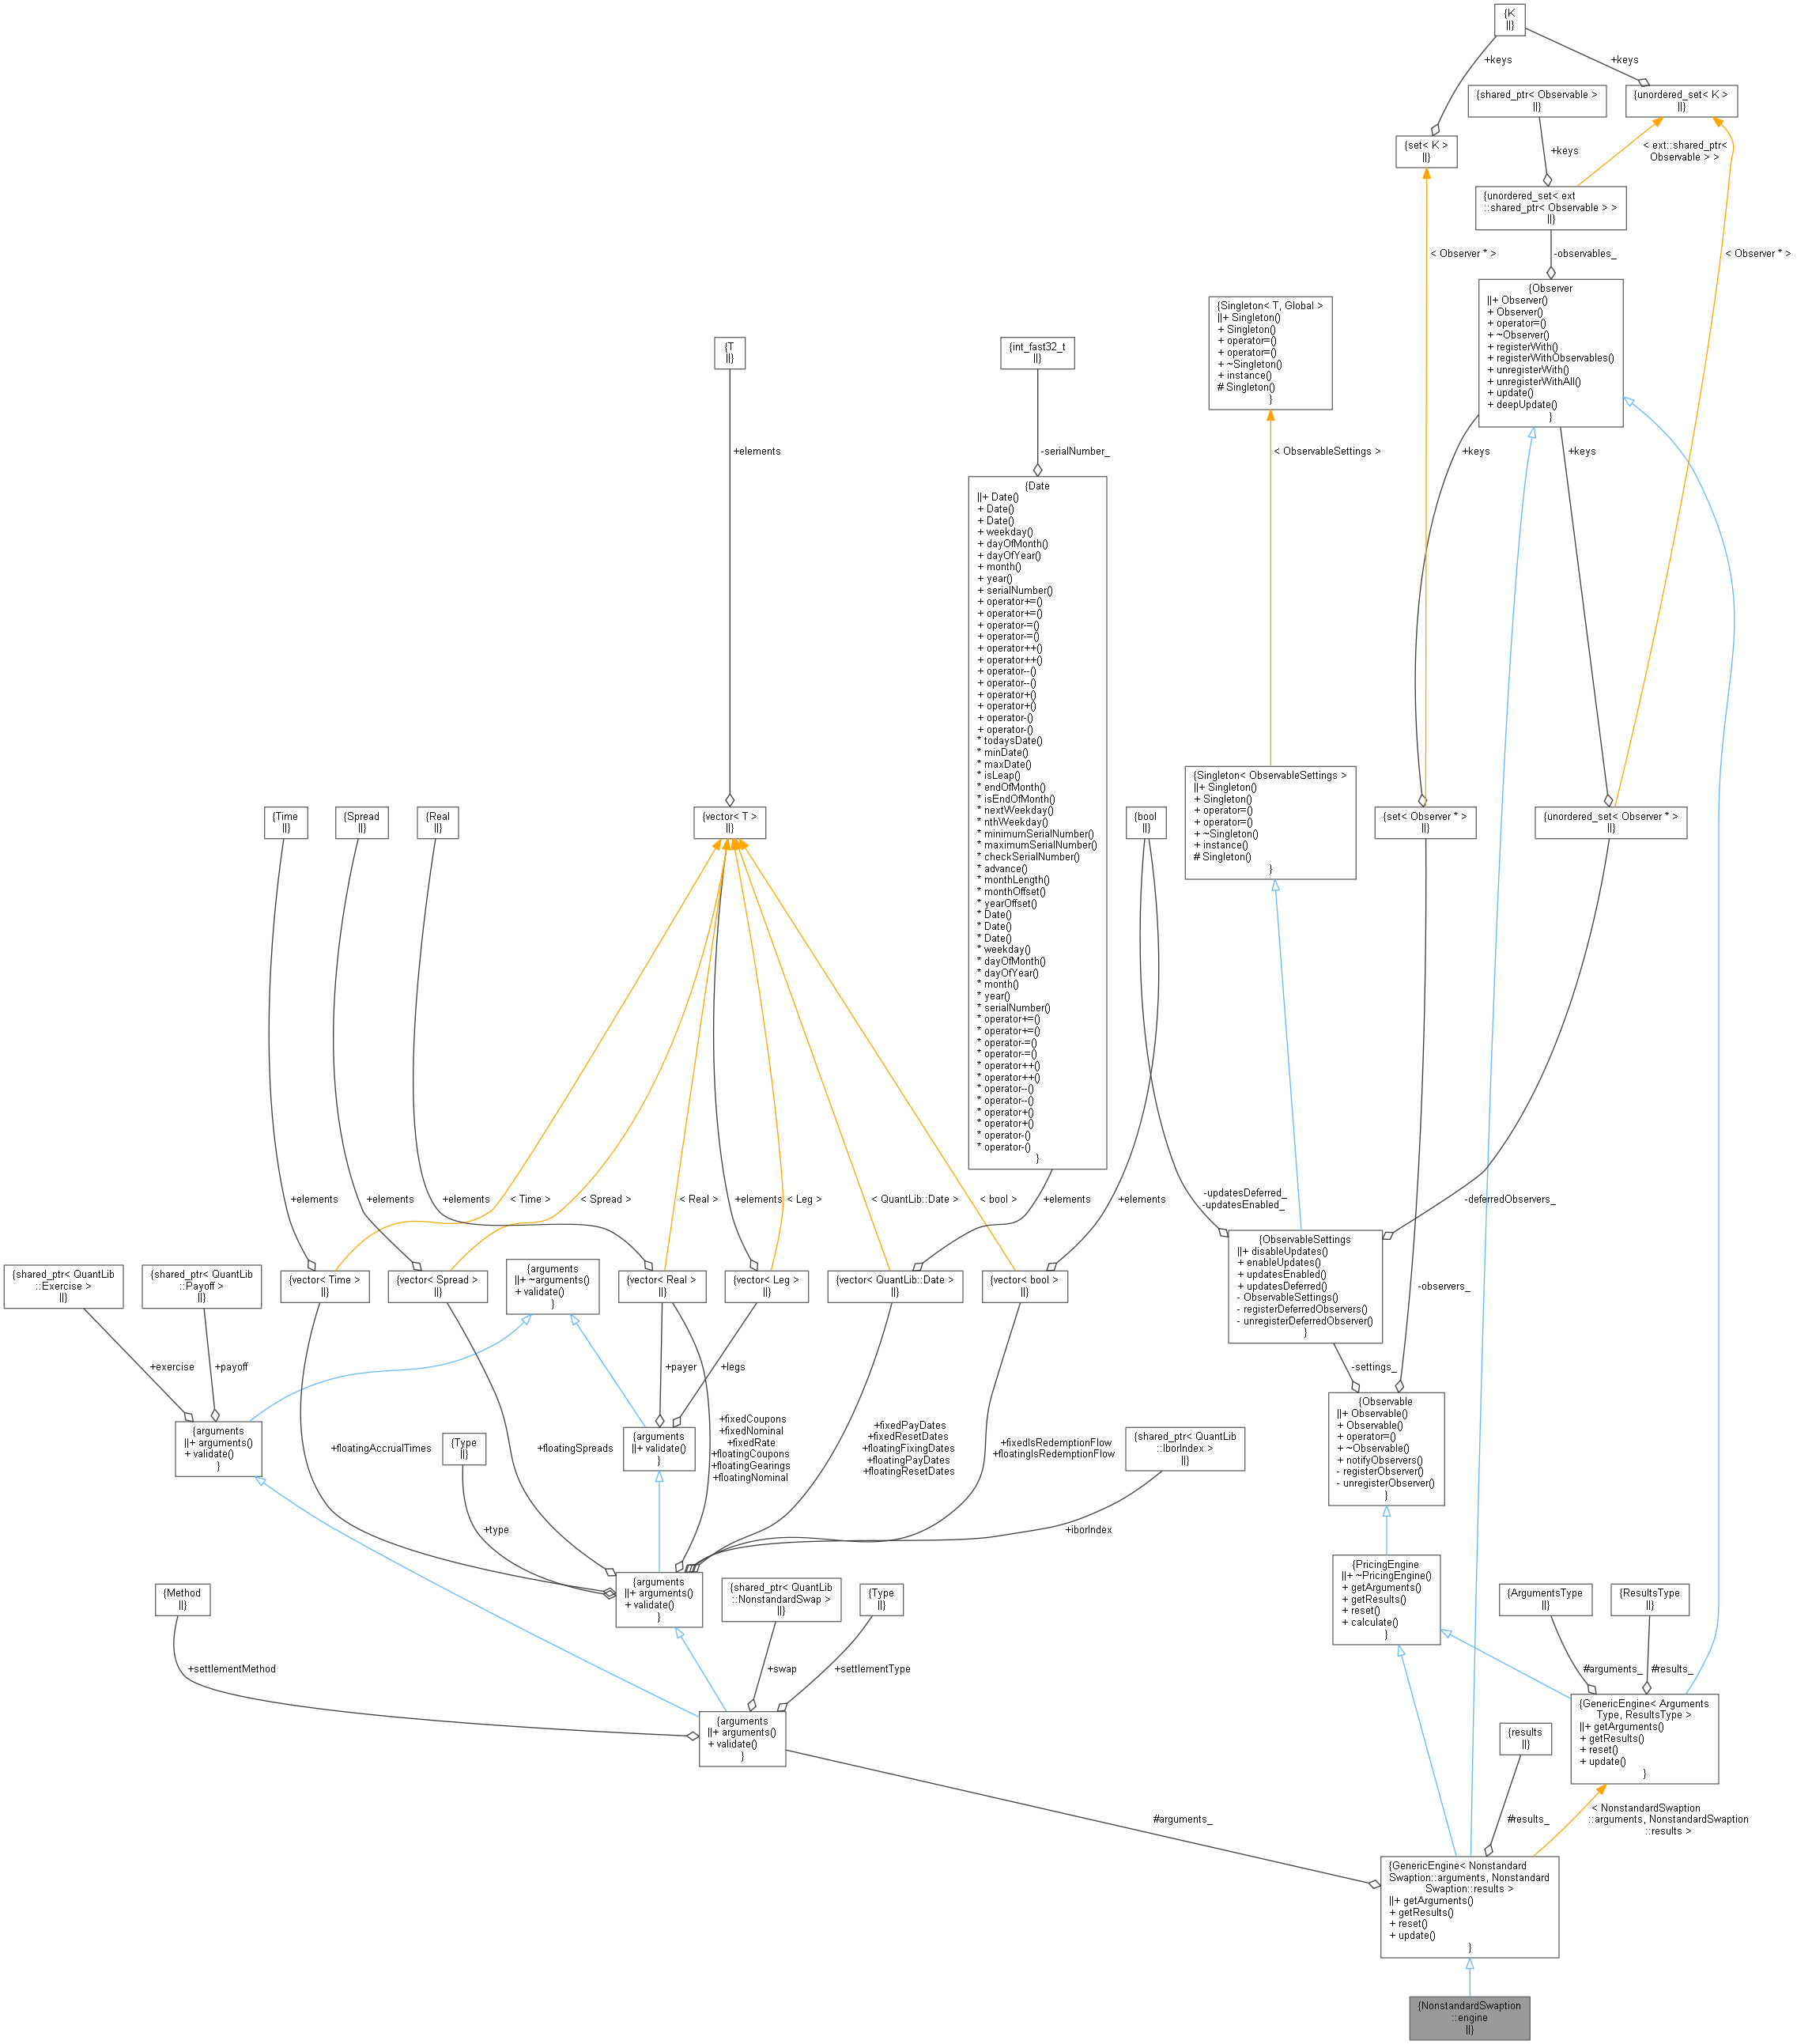 {K
||}
+keys
+keys
{shared_ptr< Observable >
||}
{unordered_set< K >
||}
{set< K >
||}
+keys
< ext::shared_ptr<
Observable > >
{unordered_set< ext
::shared_ptr< Observable > >
||}
< Observer * >
-observables_
< Observer * >
{Observer
||+ Observer()
+ Observer()
+ operator=()
+ ~Observer()
+ registerWith()
+ registerWithObservables()
+ unregisterWith()
+ unregisterWithAll()
+ update()
+ deepUpdate()
}
{Singleton< T, Global >
||+ Singleton()
+ Singleton()
+ operator=()
+ operator=()
+ ~Singleton()
+ instance()
# Singleton()
}
{T
||}
{int_fast32_t
||}
+elements
-serialNumber_
< ObservableSettings >
+keys
+keys
{Date
||+ Date()
+ Date()
+ Date()
+ weekday()
+ dayOfMonth()
+ dayOfYear()
+ month()
+ year()
+ serialNumber()
+ operator+=()
+ operator+=()
+ operator-=()
+ operator-=()
+ operator++()
+ operator++()
+ operator--()
+ operator--()
+ operator+()
+ operator+()
+ operator-()
+ operator-()
* todaysDate()
* minDate()
* maxDate()
* isLeap()
* endOfMonth()
* isEndOfMonth()
* nextWeekday()
* nthWeekday()
* minimumSerialNumber()
* maximumSerialNumber()
* checkSerialNumber()
* advance()
* monthLength()
* monthOffset()
* yearOffset()
* Date()
* Date()
* Date()
* weekday()
* dayOfMonth()
* dayOfYear()
* month()
* year()
* serialNumber()
* operator+=()
* operator+=()
* operator-=()
* operator-=()
* operator++()
* operator++()
* operator--()
* operator--()
* operator+()
* operator+()
* operator-()
* operator-()
}
{Time
||}
{Spread
||}
{Real
||}
{vector< T >
||}
{bool
||}
{Singleton< ObservableSettings >
||+ Singleton()
+ Singleton()
+ operator=()
+ operator=()
+ ~Singleton()
+ instance()
# Singleton()
}
{set< Observer * >
||}
{unordered_set< Observer * >
||}
+elements
+elements
+elements
< Time >
< Spread >
< Real >
+elements
< Leg >
< QuantLib::Date >
< bool >
+elements
+elements
-updatesDeferred_
-updatesEnabled_
-deferredObservers_
{shared_ptr< QuantLib
::Exercise >
||}
{shared_ptr< QuantLib
::Payoff >
||}
{vector< Time >
||}
{vector< Spread >
||}
{arguments
||+ ~arguments()
+ validate()
}
{vector< Real >
||}
{vector< Leg >
||}
{vector< QuantLib::Date >
||}
{vector< bool >
||}
{ObservableSettings
||+ disableUpdates()
+ enableUpdates()
+ updatesEnabled()
+ updatesDeferred()
- ObservableSettings()
- registerDeferredObservers()
- unregisterDeferredObserver()
}
-observers_
+exercise
+payoff
+payer
+legs
-settings_
{arguments
||+ arguments()
+ validate()
}
+floatingAccrualTimes
{Type
||}
+floatingSpreads
{arguments
||+ validate()
}
+fixedCoupons
+fixedNominal
+fixedRate
+floatingCoupons
+floatingGearings
+floatingNominal
+fixedPayDates
+fixedResetDates
+floatingFixingDates
+floatingPayDates
+floatingResetDates
+fixedIsRedemptionFlow
+floatingIsRedemptionFlow
{shared_ptr< QuantLib
::IborIndex >
||}
{Observable
||+ Observable()
+ Observable()
+ operator=()
+ ~Observable()
+ notifyObservers()
- registerObserver()
- unregisterObserver()
}
+type
+iborIndex
{Method
||}
{arguments
||+ arguments()
+ validate()
}
{shared_ptr< QuantLib
::NonstandardSwap >
||}
{Type
||}
{PricingEngine
||+ ~PricingEngine()
+ getArguments()
+ getResults()
+ reset()
+ calculate()
}
{ArgumentsType
||}
{ResultsType
||}
+settlementMethod
+swap
+settlementType
#arguments_
#results_
{arguments
||+ arguments()
+ validate()
}
{results
||}
{GenericEngine< Arguments
Type, ResultsType >
||+ getArguments()
+ getResults()
+ reset()
+ update()
}
#arguments_
#results_
< NonstandardSwaption
::arguments, NonstandardSwaption
::results >
{GenericEngine< Nonstandard
Swaption::arguments, Nonstandard
Swaption::results >
||+ getArguments()
+ getResults()
+ reset()
+ update()
}
{NonstandardSwaption
::engine
||}